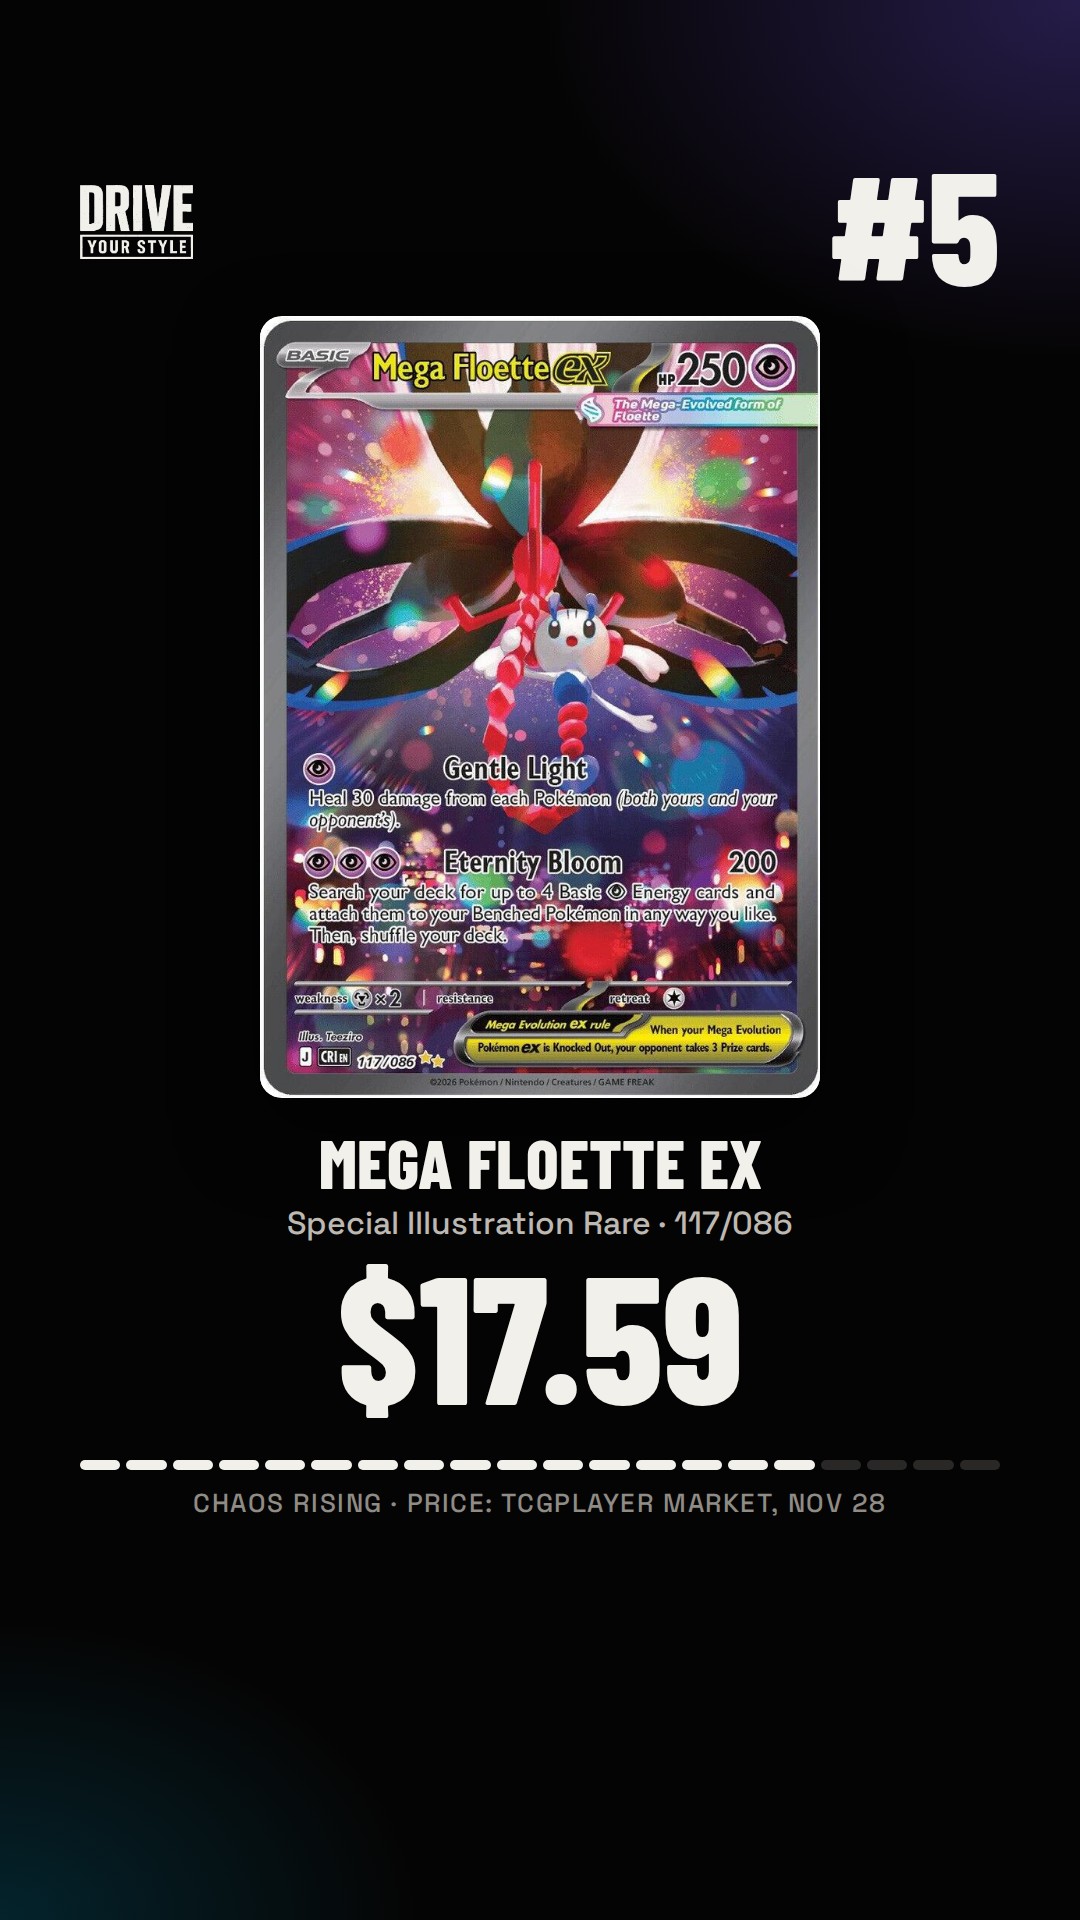 DRIVE
YOUR STYLE
#5
BASIC
Mega Floette ex
HP 250
The Mega-Evolved form of
Floette
Gentle Light
Heal 30 damage from each Pokémon (both yours and your
opponent's).
Eternity Bloom 200
Search your deck for up to 4 Basic Energy cards and
attach them to your Benched Pokémon in any way you like.
Then, shuffle your deck.
weakness ×2 resistance retreat
Mega Evolution ex rule When your Mega Evolution
Pokémon ex is Knocked Out, your opponent takes 3 Prize cards.
Illus. Teeziro
J CRI EN 117/086
©2026 Pokémon / Nintendo / Creatures / GAME FREAK
MEGA FLOETTE EX
Special Illustration Rare · 117/086
$17.59
CHAOS RISING · PRICE: TCGPLAYER MARKET, NOV 28